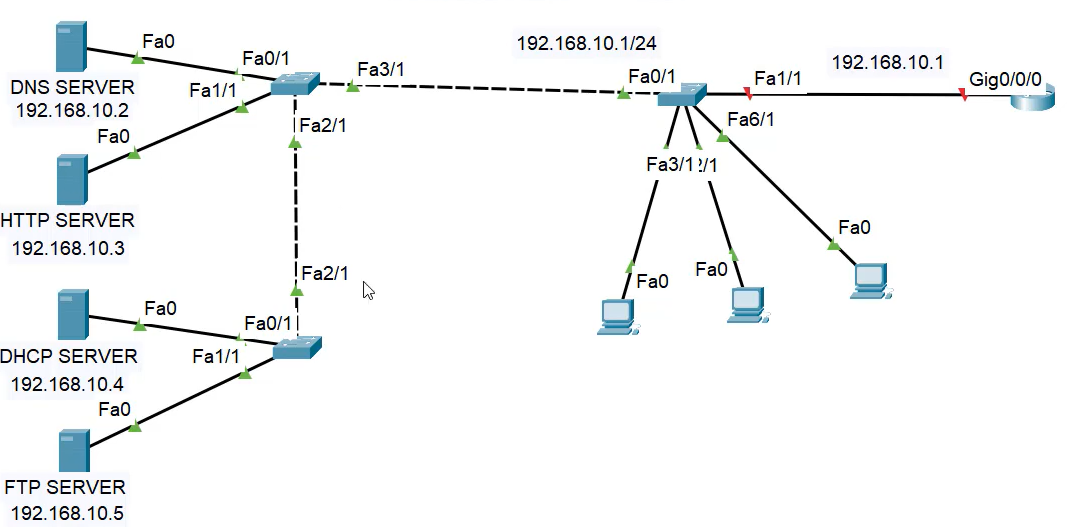 192.168.10.1/24
192.168.10.1
Fa0
Fa0/1
Fa3/1
Fa0/1
Fa1/1
Gig0/0/0
DNS SERVER
192.168.10.2
Fa1/1
Fa2/1
Fa6/1
Fa0
Fa3/1
/1
HTTP SERVER
192.168.10.3
Fa0
Fa2/1
Fa0
Fa0
Fa0
Fa0/1
DHCP SERVER
192.168.10.4
Fa1/1
Fa0
FTP SERVER
192.168.10.5